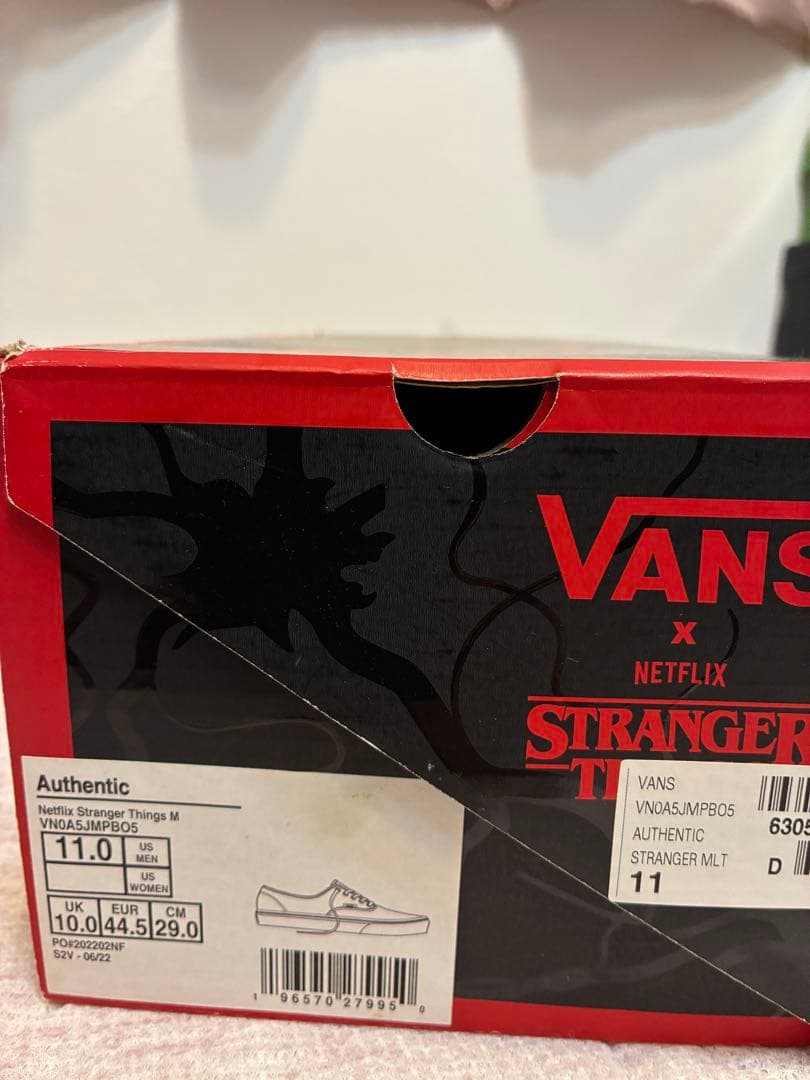 VANS
x
NETFLIX
STRANGER
Authentic
Netflix Stranger Things M
VN0A5JMPBO5
11.0 US MEN
US WOMEN
UK EUR CM
10.0 44.5 29.0
PO#202202NF
S2V - 06/22
1 96570 27995 0
VANS
VN0A5JMPBO5
AUTHENTIC
STRANGER MLT
11
6305
D